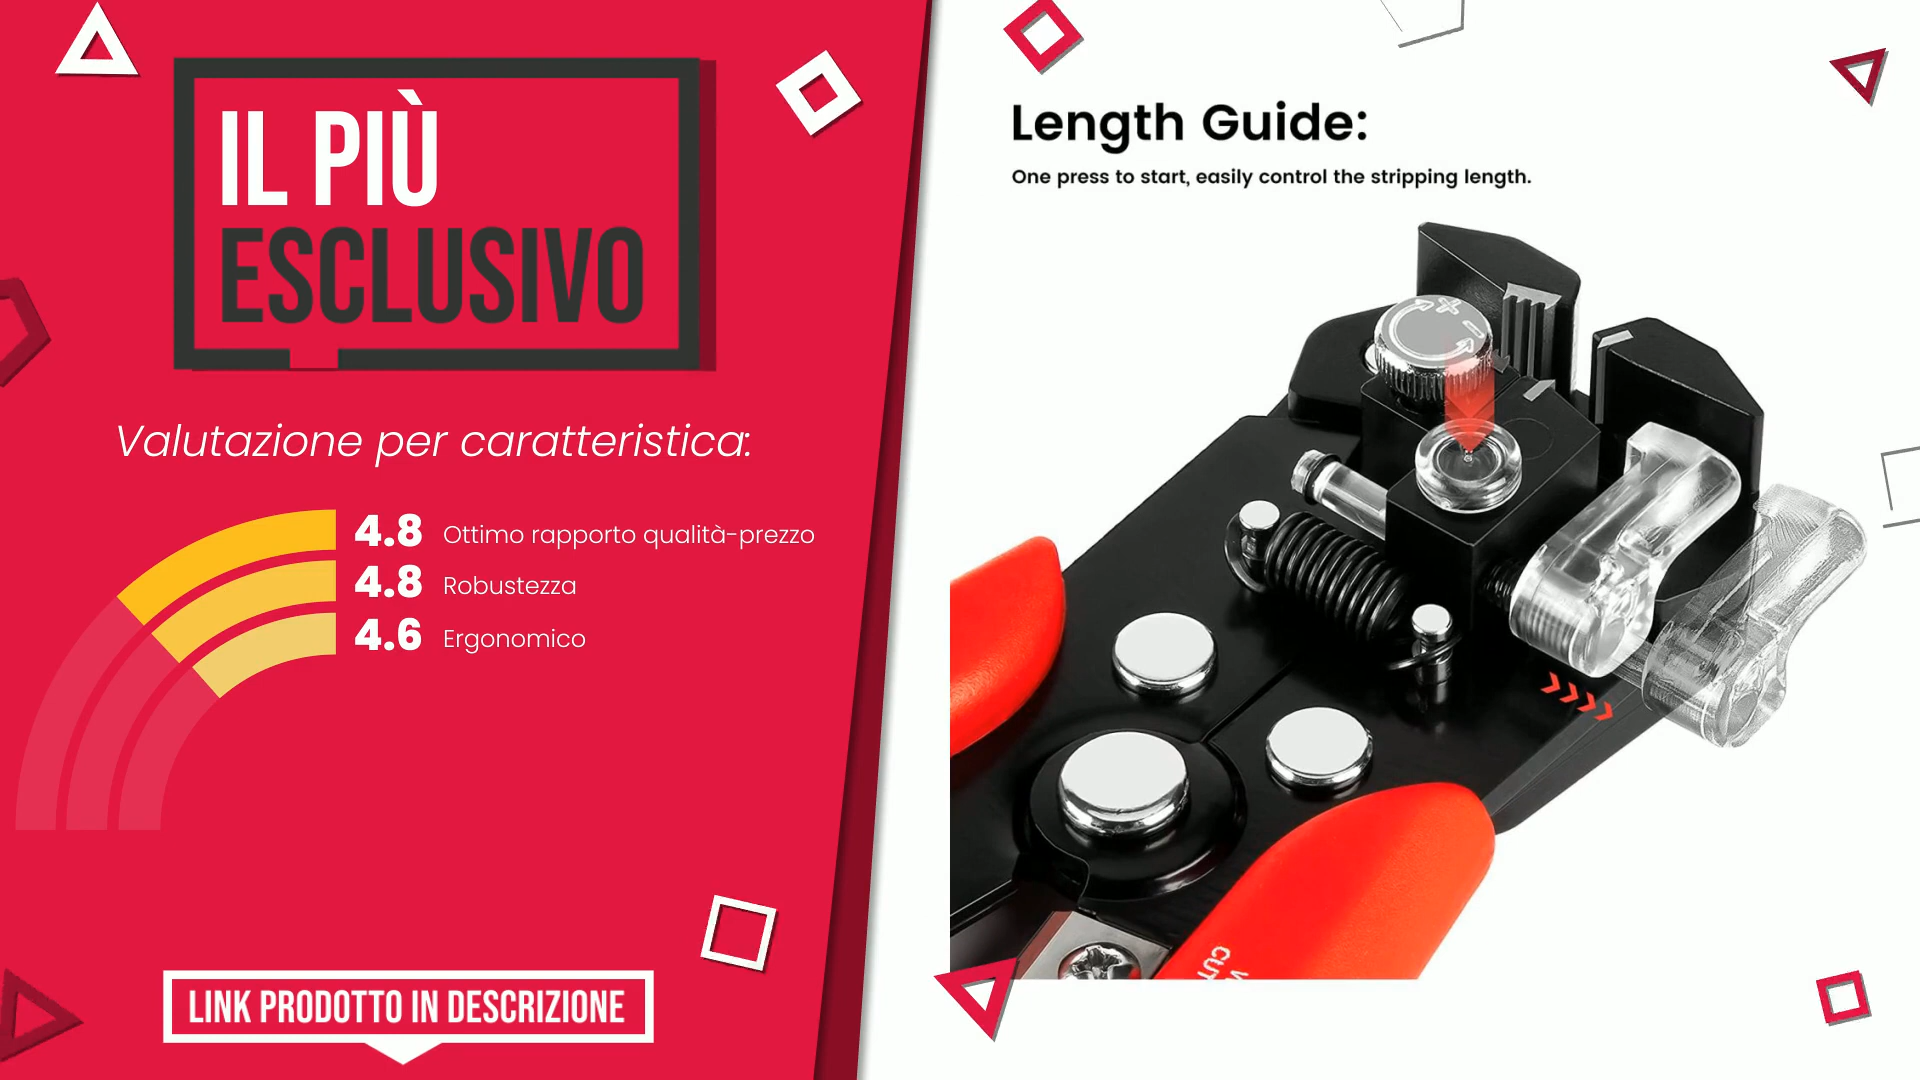 IL PIÙ
ESCLUSIVO
Valutazione per caratteristica:
4.8 Ottimo rapporto qualità-prezzo
4.8 Robustezza
4.6 Ergonomico
LINK PRODOTTO IN DESCRIZIONE
Length Guide:
One press to start, easily control the stripping length.